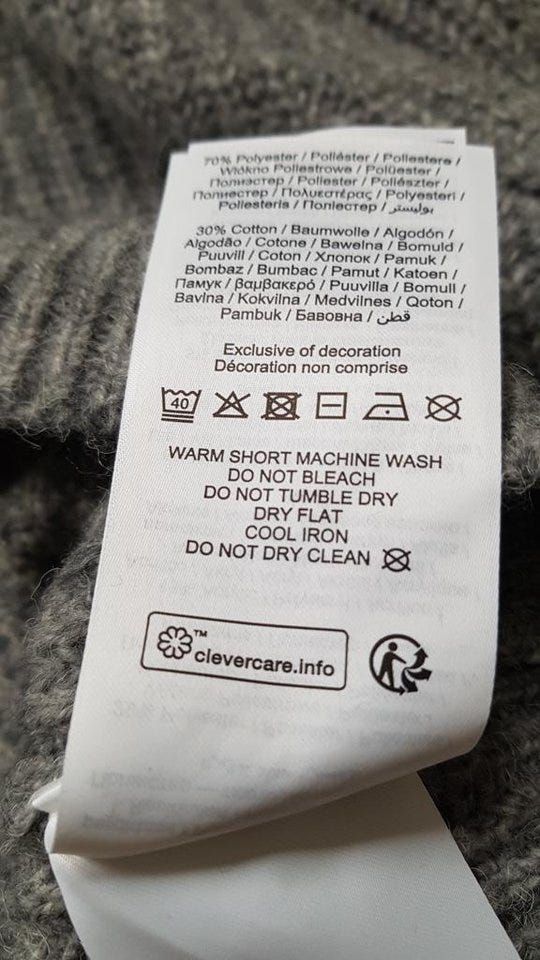 70% Polyester / Poliéster / Poliestere /
Włókno Poliestrowe / Polüester /
Полиэстер / Poliester / Poliészter /
Полиестер / Πολυεστέρας / Polyesteri /
Poliesteris / Поліестер / بوليستر
30% Cotton / Baumwolle / Algodón /
Algodão / Cotone / Bawełna / Bomuld /
Puuvill / Coton / Хлопок / Pamuk /
Bombaz / Bumbac / Pamut / Katoen /
Памук / βαμβακερό / Puuvilla / Bomull /
Bavlna / Kokvilna / Medvilnes / Qoton /
Pambuk / Бавовна / قطن
Exclusive of decoration
Décoration non comprise
40
WARM SHORT MACHINE WASH
DO NOT BLEACH
DO NOT TUMBLE DRY
DRY FLAT
COOL IRON
DO NOT DRY CLEAN
TM
clevercare.info